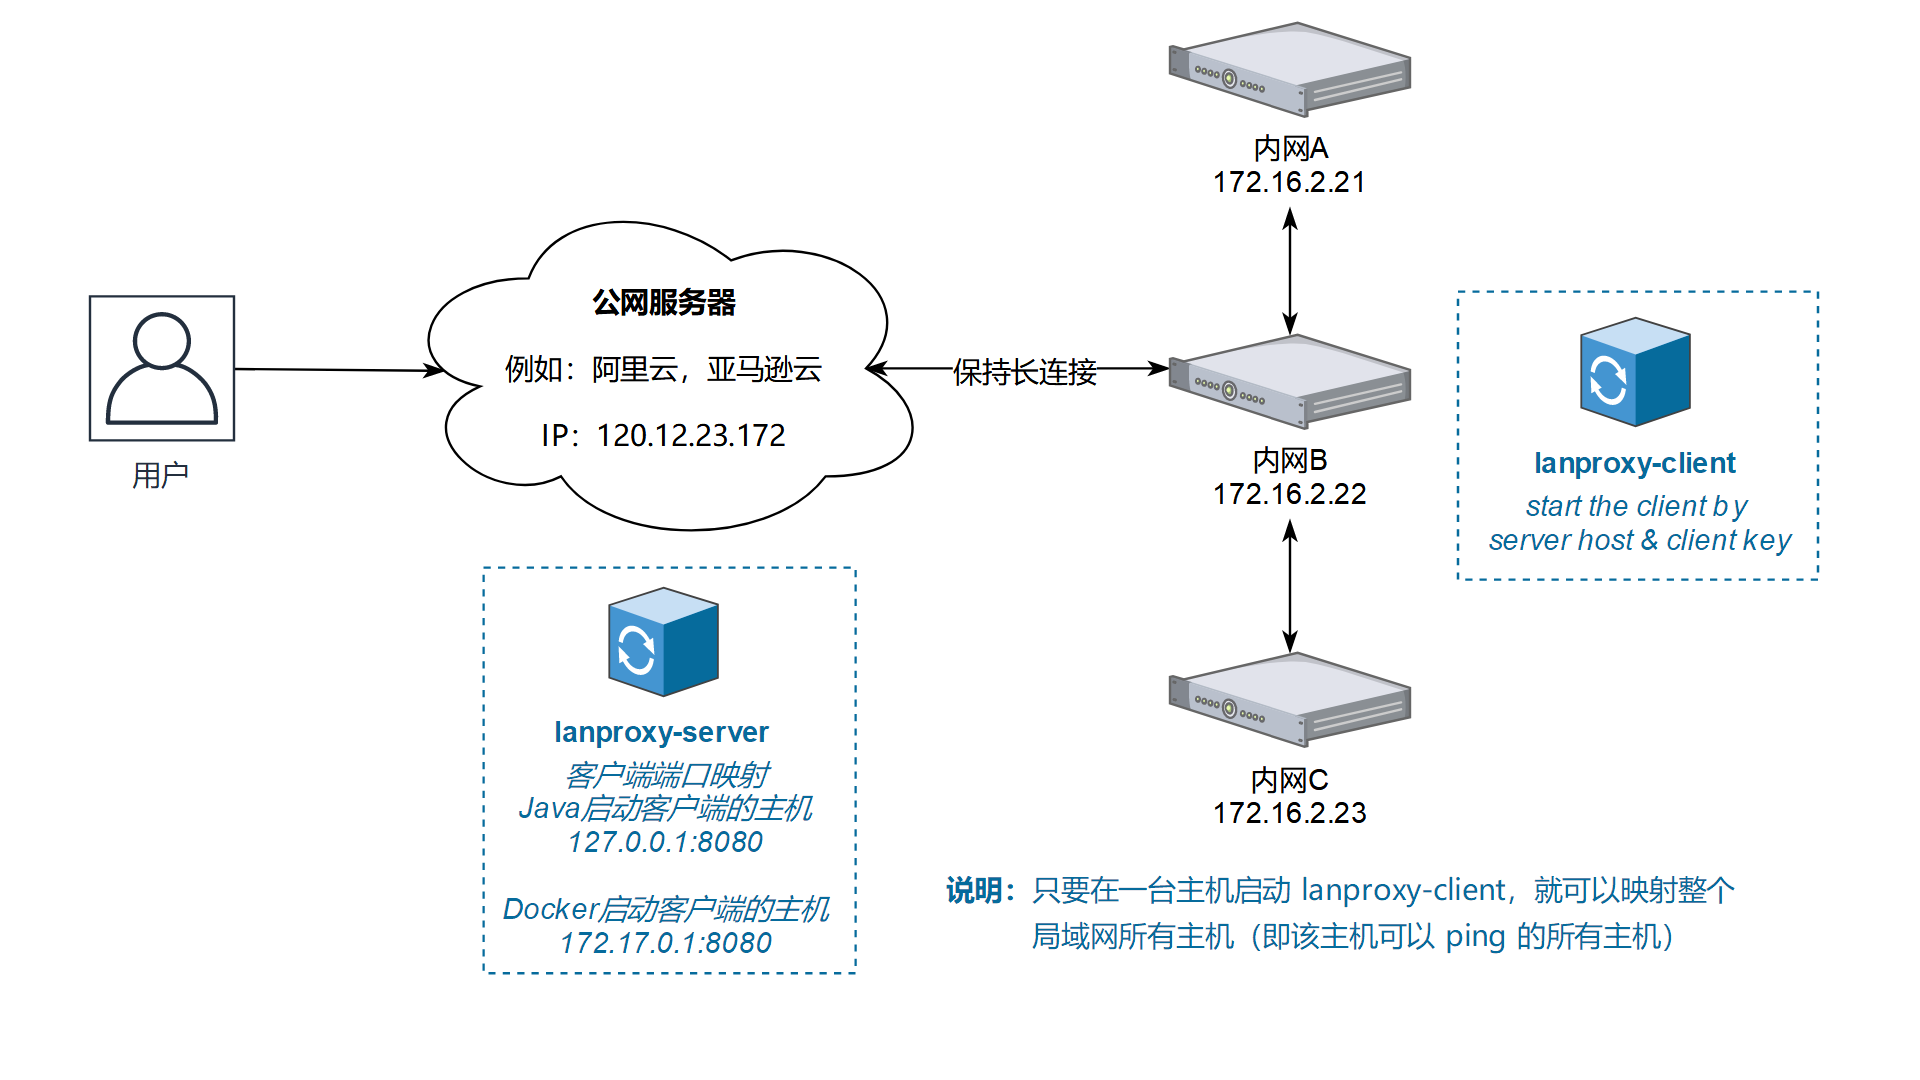 用户
公网服务器
例如：阿里云，亚马逊云
IP：120.12.23.172
保持长连接
内网A
172.16.2.21
内网B
172.16.2.22
内网C
172.16.2.23
lanproxy-client
start the client by
server host & client key
lanproxy-server
客户端端口映射
Java启动客户端的主机
127.0.0.1:8080
Docker启动客户端的主机
172.17.0.1:8080
说明：只要在一台主机启动 lanproxy-client，就可以映射整个
局域网所有主机（即该主机可以 ping 的所有主机）